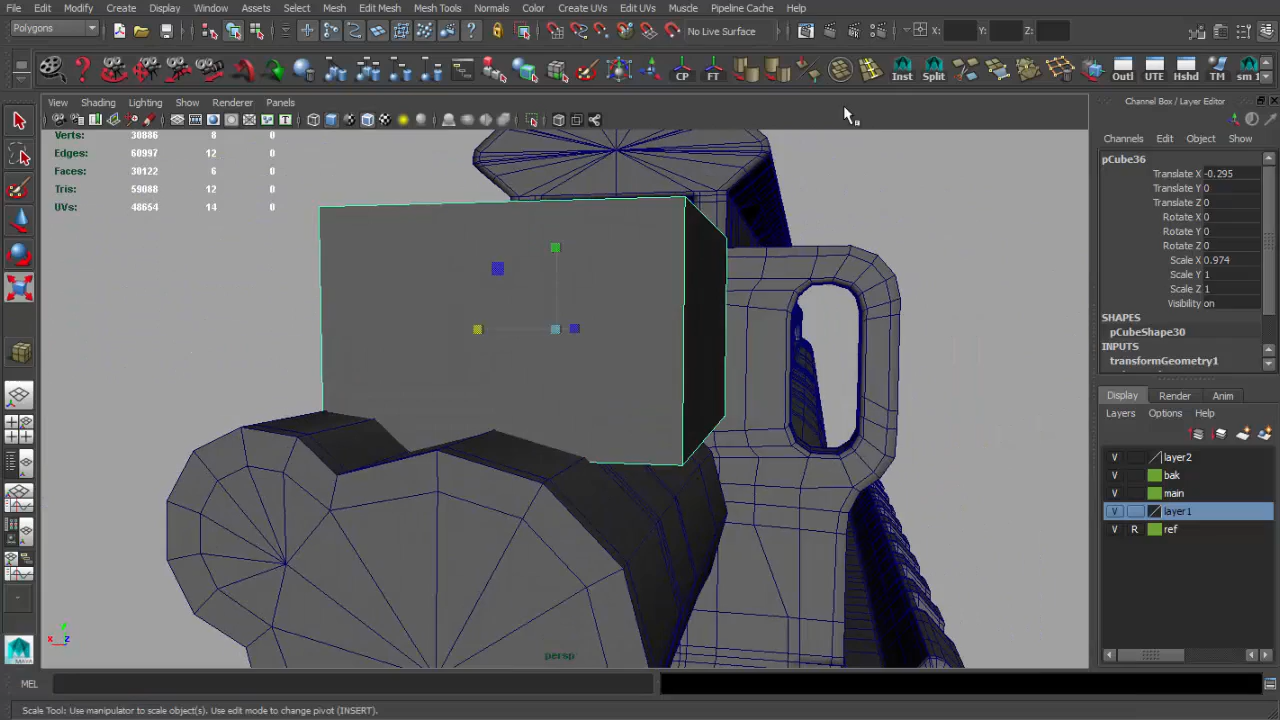 File Edit Modify Create Display Window Assets Select Mesh Edit Mesh Mesh Tools Normals Color Create UVs Edit UVs Muscle Pipeline Cache Help
Polygons No Live Surface X: Y: Z:
CP FT Inst Split Outl UTE Hshd TM sm 1
View Shading Lighting Show Renderer Panels
Channel Box / Layer Editor
Channels Edit Object Show
Verts: 30886 8 0
Edges: 60997 12 0
Faces: 30122 6 0
Tris: 59088 12 0
UVs: 48654 14 0
pCube36
Translate X -0.295
Translate Y 0
Translate Z 0
Rotate X 0
Rotate Y 0
Rotate Z 0
Scale X 0.974
Scale Y 1
Scale Z 1
Visibility on
SHAPES
pCubeShape30
INPUTS
transformGeometry1
Display Render Anim
Layers Options Help
V layer2
V bak
V main
V layer1
V R ref
persp
MEL
Scale Tool: Use manipulator to scale object(s). Use edit mode to change pivot (INSERT).